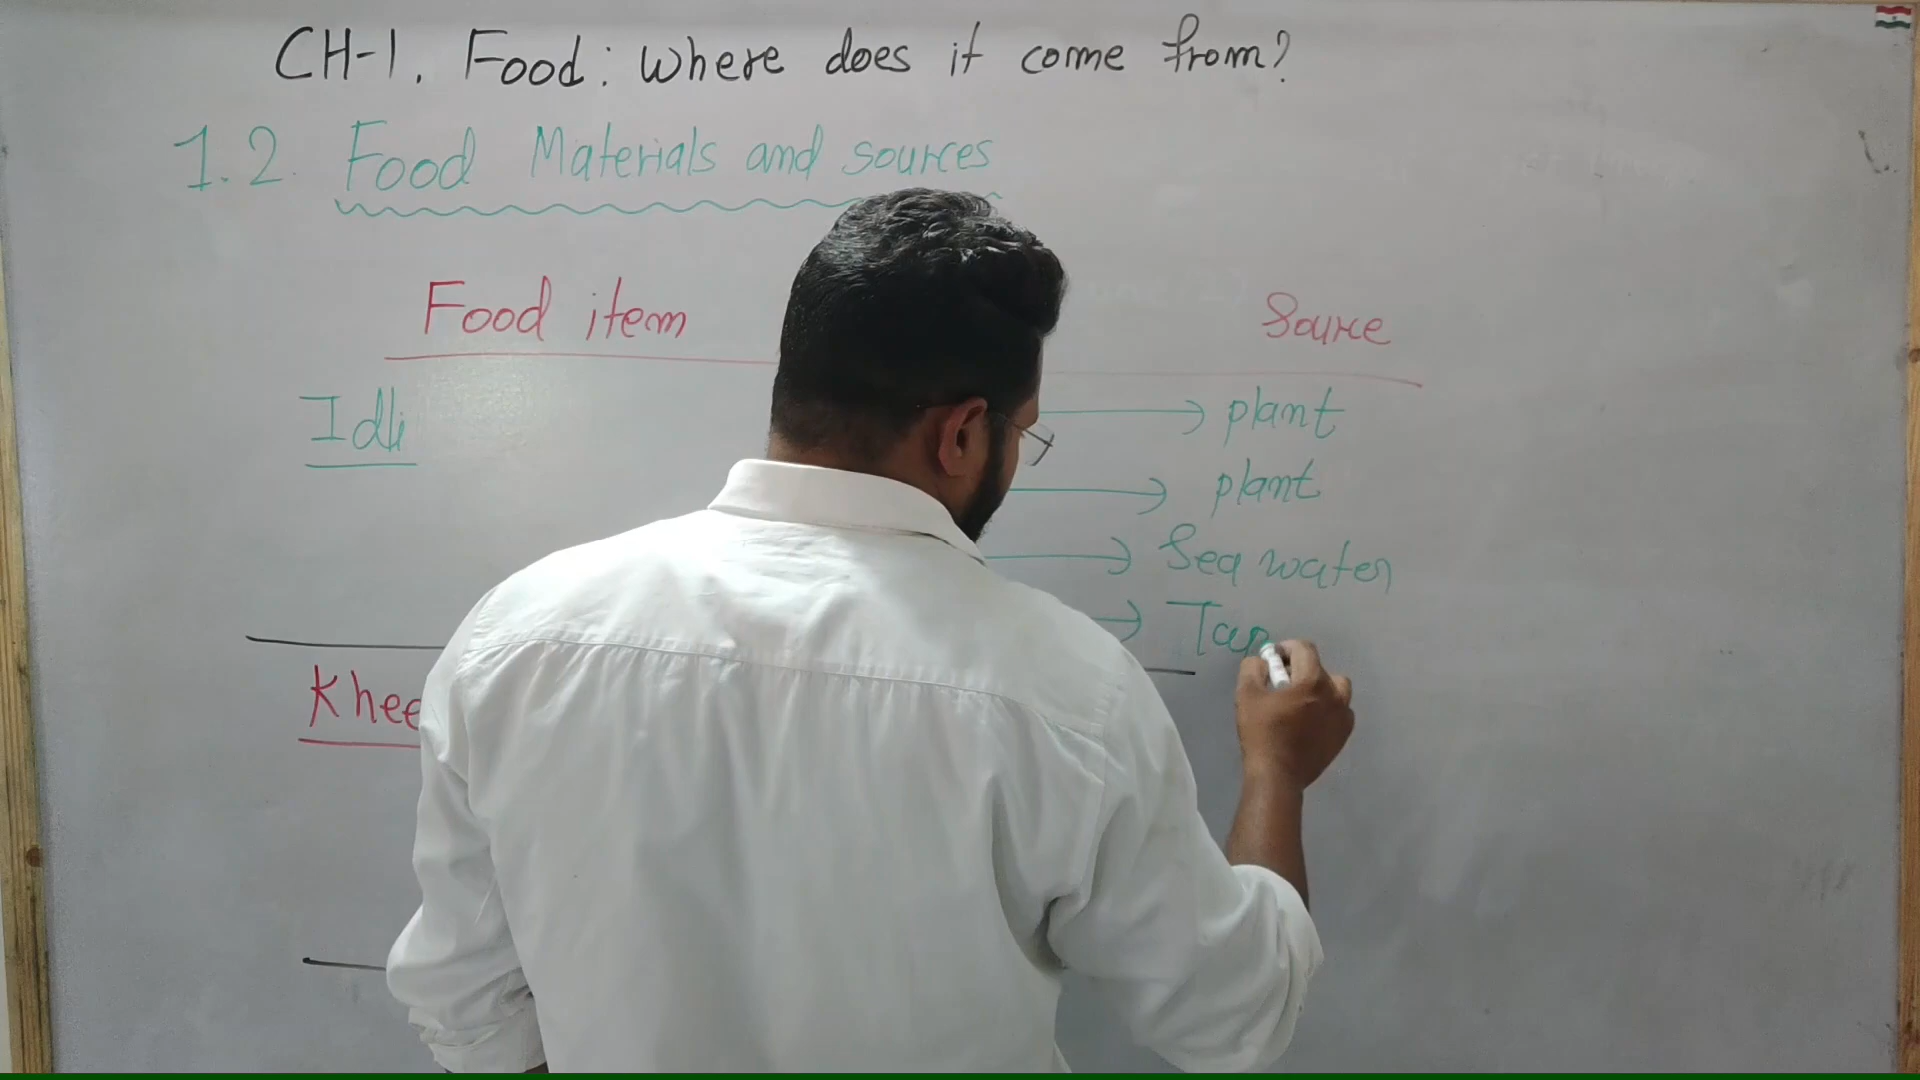 CH-1. Food: Where does it come from?
1.2. Food Materials and sources
Food item Source
Idli → plant
→ plant
→ Sea water
→ Tap
Khee